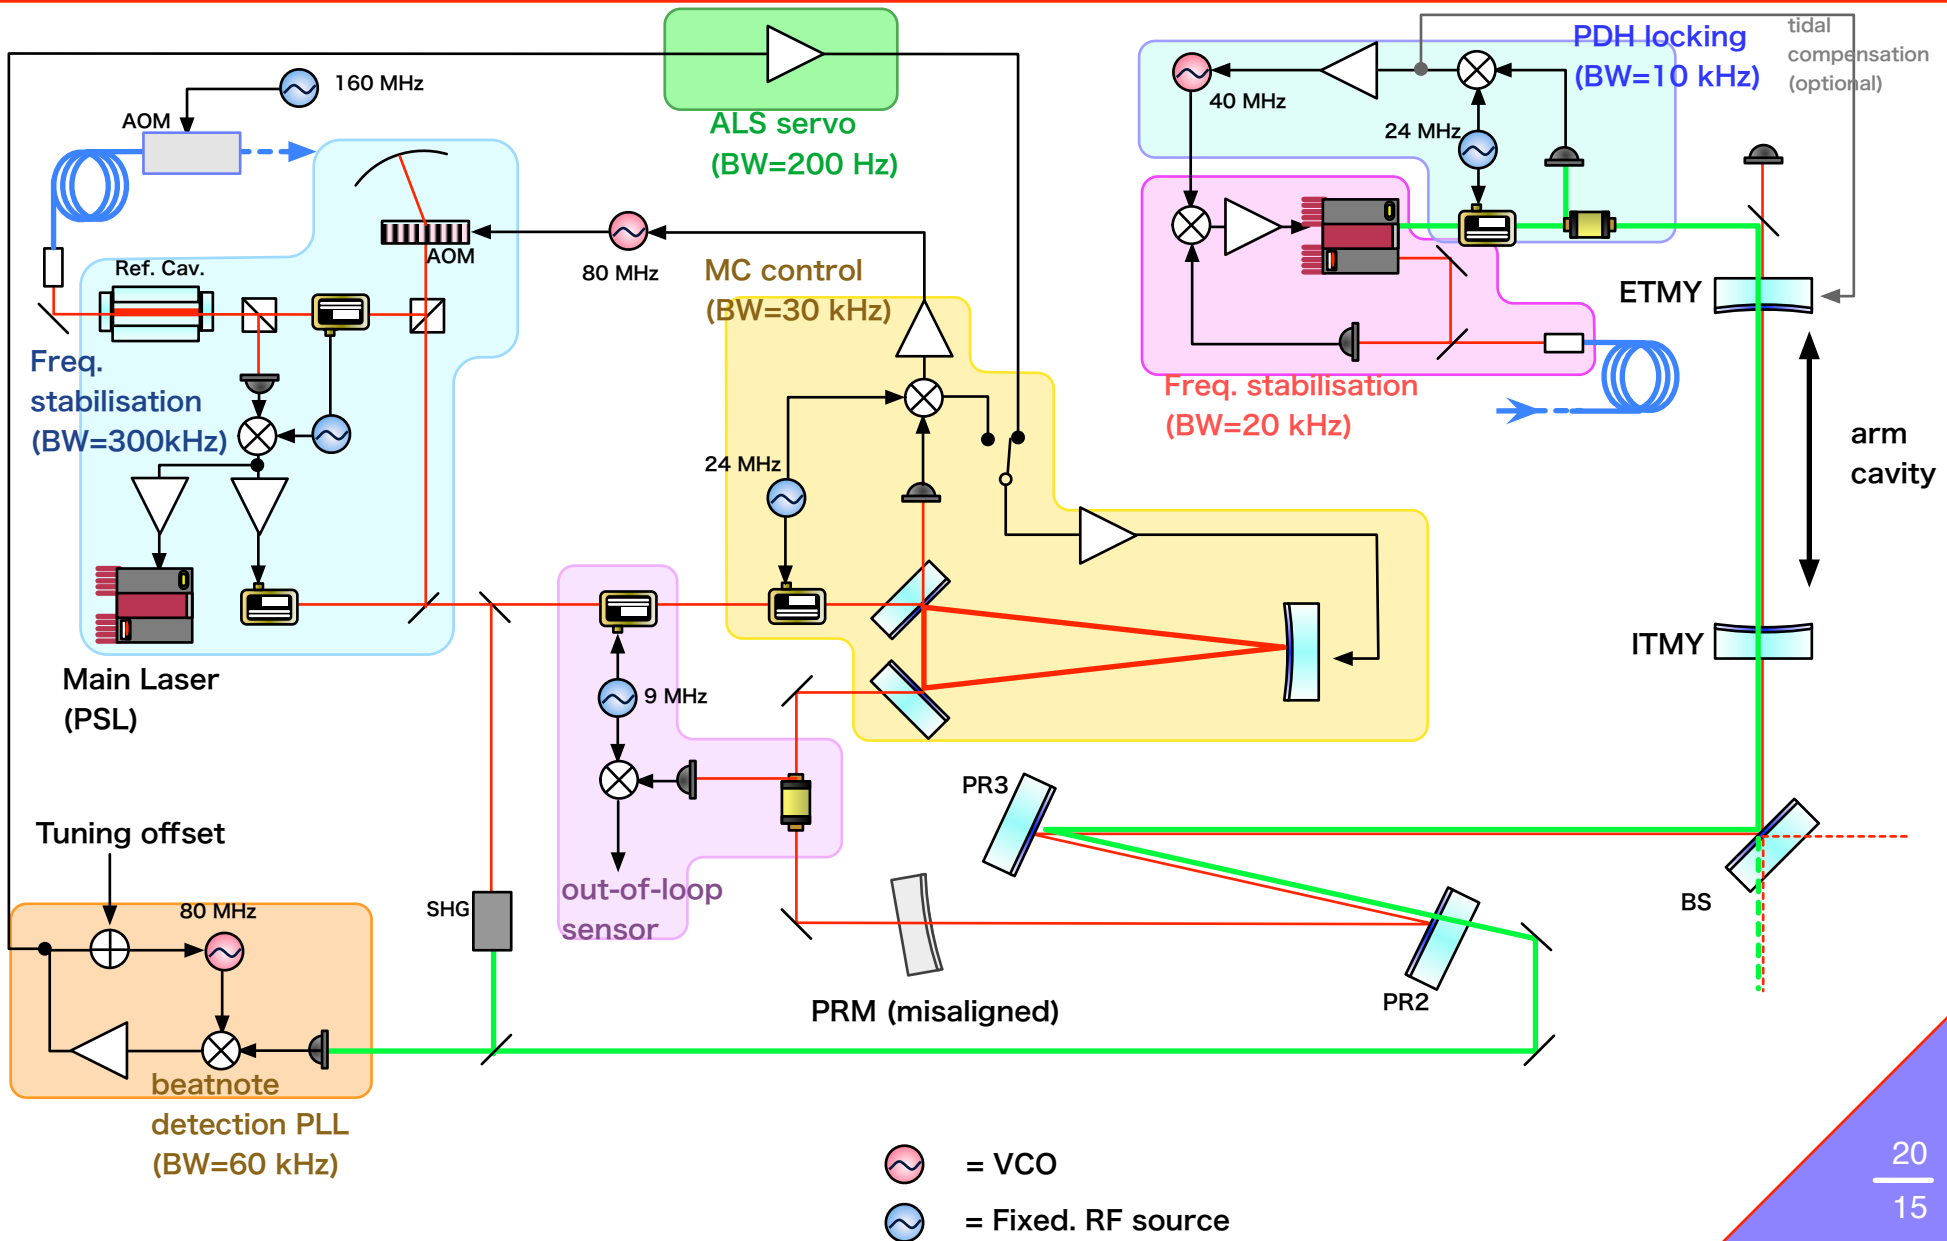 160 MHz
AOM
ALS servo
(BW=200 Hz)
PDH locking
(BW=10 kHz)
tidal
compensation
(optional)
40 MHz
24 MHz
AOM
80 MHz
Ref. Cav.
MC control
(BW=30 kHz)
ETMY
Freq.
stabilisation
(BW=300kHz)
Freq. stabilisation
(BW=20 kHz)
arm
cavity
24 MHz
ITMY
Main Laser
(PSL)
9 MHz
PR3
Tuning offset
80 MHz
SHG
out-of-loop
sensor
BS
PRM (misaligned)
PR2
beatnote
detection PLL
(BW=60 kHz)
= VCO
= Fixed. RF source
20
15